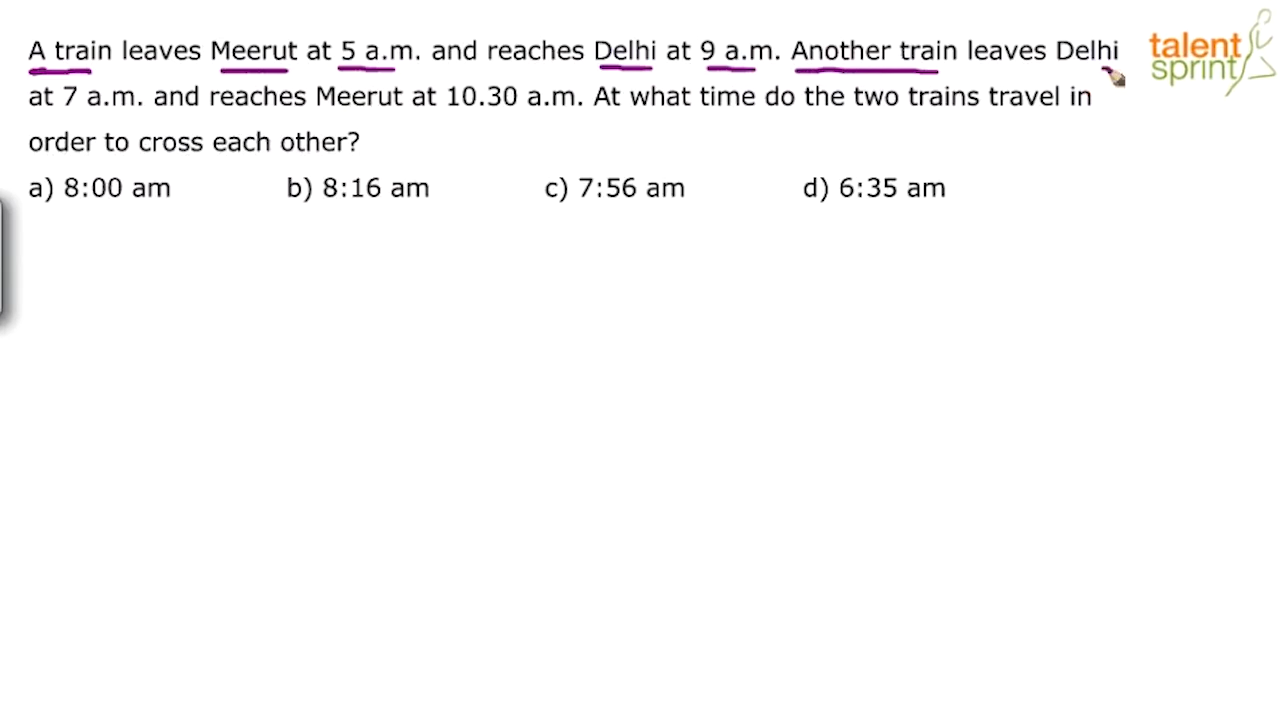 A train leaves Meerut at 5 a.m. and reaches Delhi at 9 a.m. Another train leaves Delhi
at 7 a.m. and reaches Meerut at 10.30 a.m. At what time do the two trains travel in
order to cross each other?
a) 8:00 am b) 8:16 am c) 7:56 am d) 6:35 am
talent
sprint